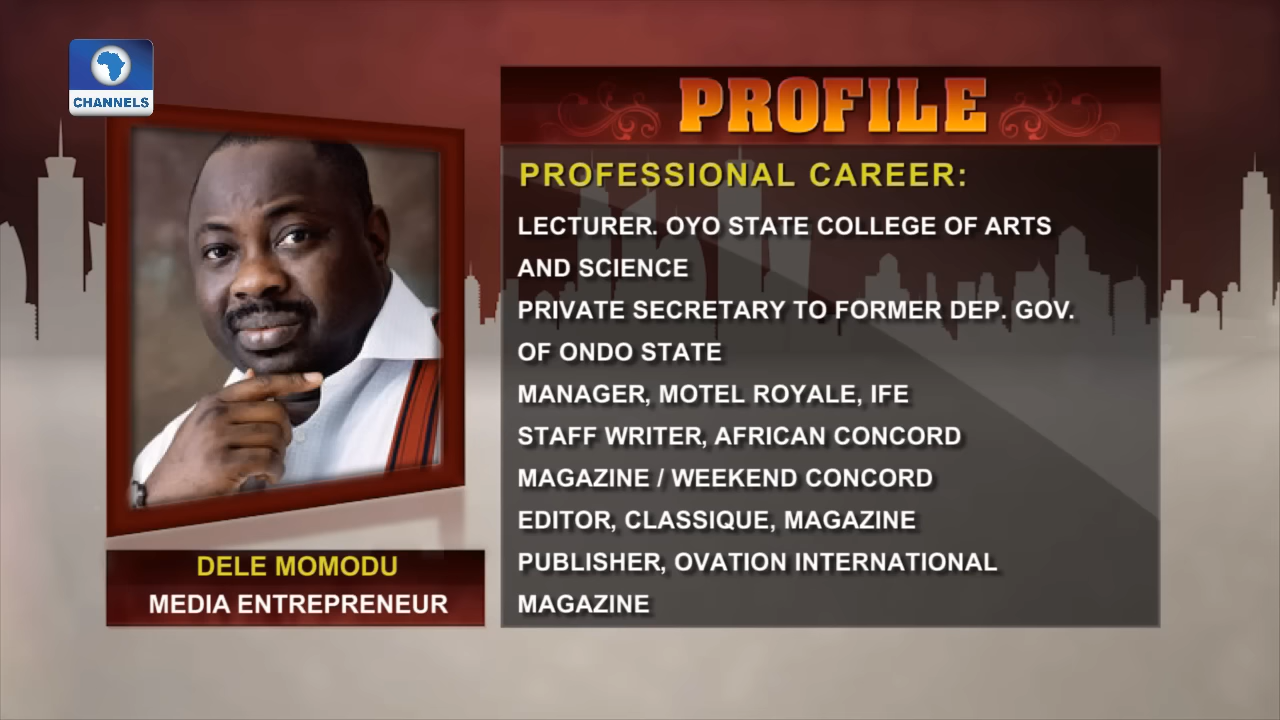 CHANNELS
PROFILE
PROFESSIONAL CAREER:
LECTURER. OYO STATE COLLEGE OF ARTS
AND SCIENCE
PRIVATE SECRETARY TO FORMER DEP. GOV.
OF ONDO STATE
MANAGER, MOTEL ROYALE, IFE
STAFF WRITER, AFRICAN CONCORD
MAGAZINE / WEEKEND CONCORD
EDITOR, CLASSIQUE, MAGAZINE
PUBLISHER, OVATION INTERNATIONAL
MAGAZINE
DELE MOMODU
MEDIA ENTREPRENEUR